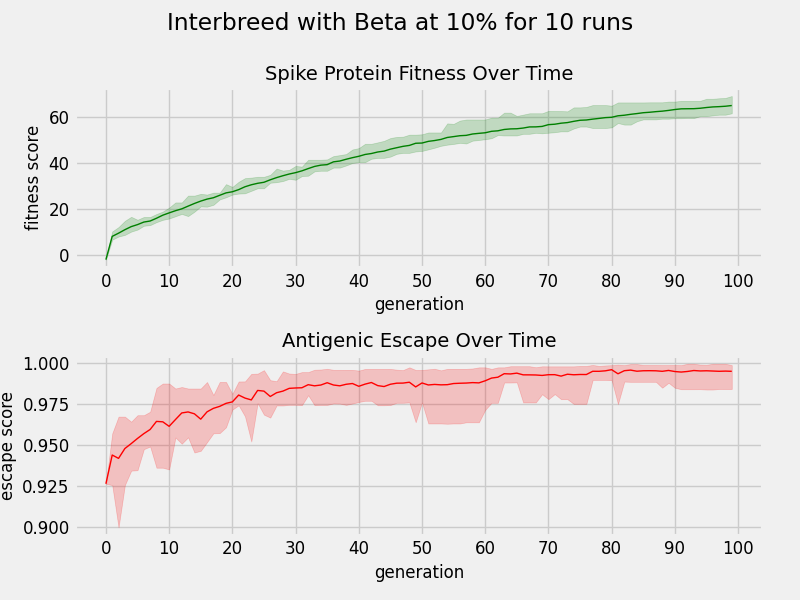 Interbreed with Beta at 10% for 10 runs
Spike Protein Fitness Over Time
fitness score
60
40
20
0
0 10 20 30 40 50 60 70 80 90 100
generation
Antigenic Escape Over Time
escape score
1.000
0.975
0.950
0.925
0.900
0 10 20 30 40 50 60 70 80 90 100
generation